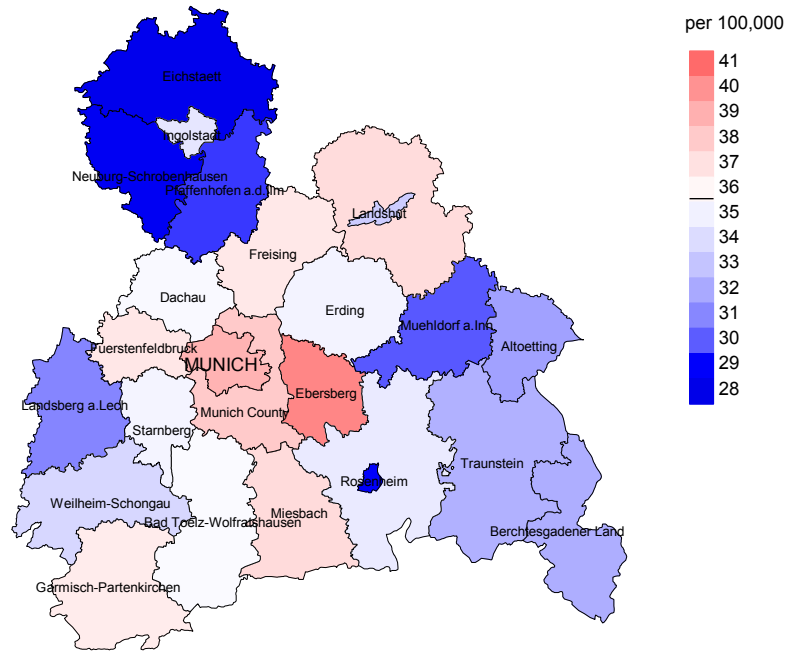 per 100,000
41
40
39
38
37
36
35
34
33
32
31
30
29
28
Eichstaett
Ingolstadt
Neuburg-Schrobenhausen
Pfaffenhofen a.d.Ilm
Landshut
Freising
Dachau
Erding
Muehldorf a.Inn
Altoetting
Fuerstenfeldbruck
MUNICH
Ebersberg
Landsberg a.Lech
Munich County
Starnberg
Traunstein
Rosenheim
Weilheim-Schongau
Miesbach
Bad Toelz-Wolfratshausen
Berchtesgadener Land
Garmisch-Partenkirchen